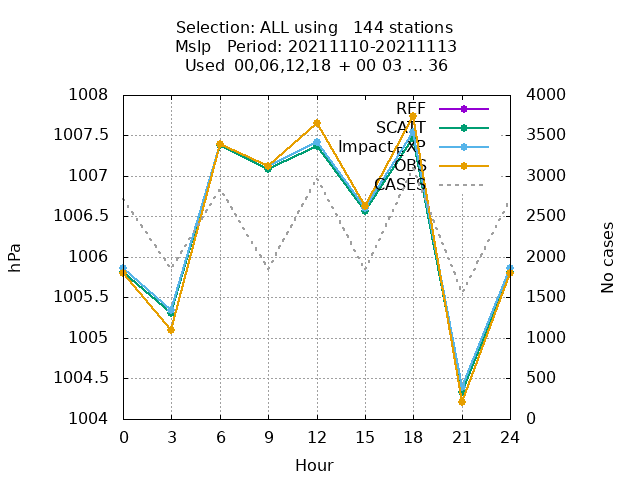 Selection: ALL using   144 stations
Mslp   Period: 20211110-20211113
Used  00,06,12,18  + 00 03 ... 36
REF
SCATT
Impact-EXP
OBS
CASES
1008
1007.5
1007
1006.5
1006
1005.5
1005
1004.5
1004
4000
3500
3000
2500
2000
1500
1000
500
0
hPa
No cases
0 3 6 9 12 15 18 21 24
Hour